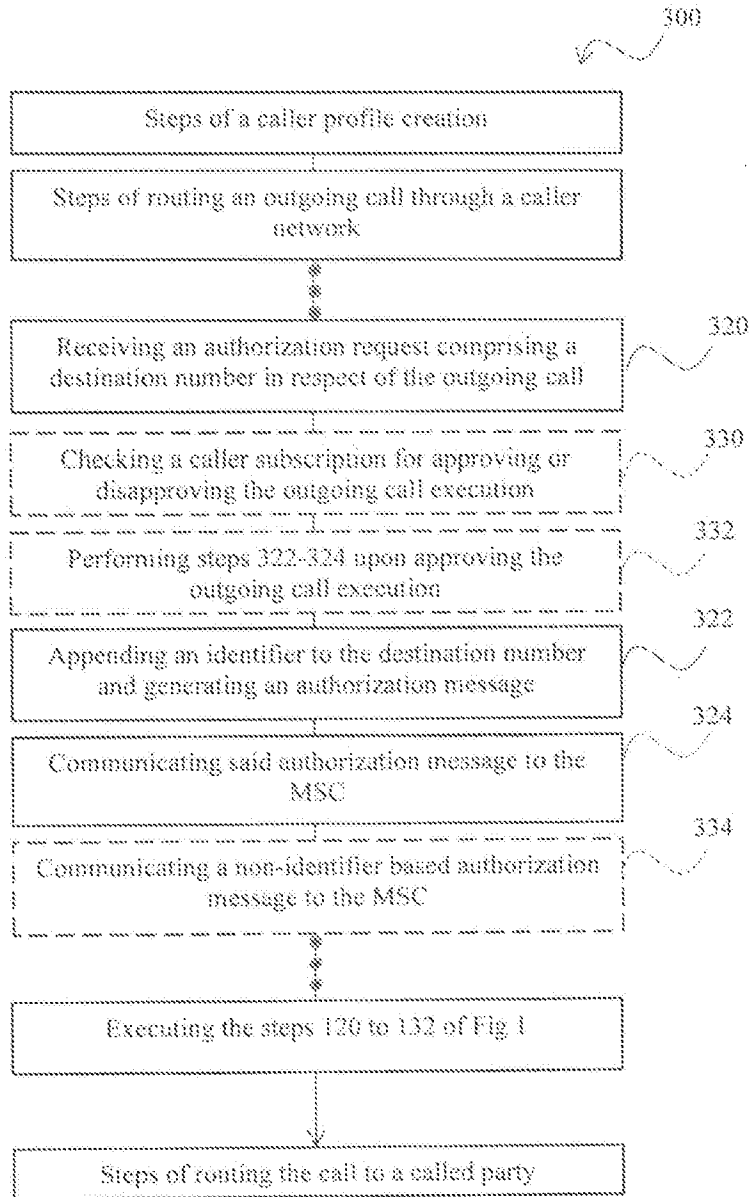 300
Steps of a caller profile creation
Steps of routing an outgoing call through a caller
network
Receiving an authorization request comprising a
destination number in respect of the outgoing call
320
Checking a caller subscription for approving or
disapproving the outgoing call execution
330
Performing steps 322-324 upon approving the
outgoing call execution
332
Appending an identifier to the destination number
and generating an authorization message
322
Communicating said authorization message to the
MSC
324
Communicating a non-identifier based authorization
message to the MSC
334
Executing the steps 120 to 132 of Fig 1
Steps of routing the call to a called party